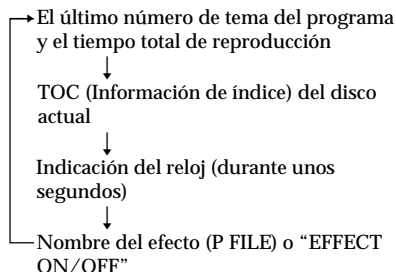 El último número de tema del programa
y el tiempo total de reproducción
TOC (Información de índice) del disco
actual
Indicación del reloj (durante unos
segundos)
Nombre del efecto (P FILE) o “EFFECT
ON/OFF”